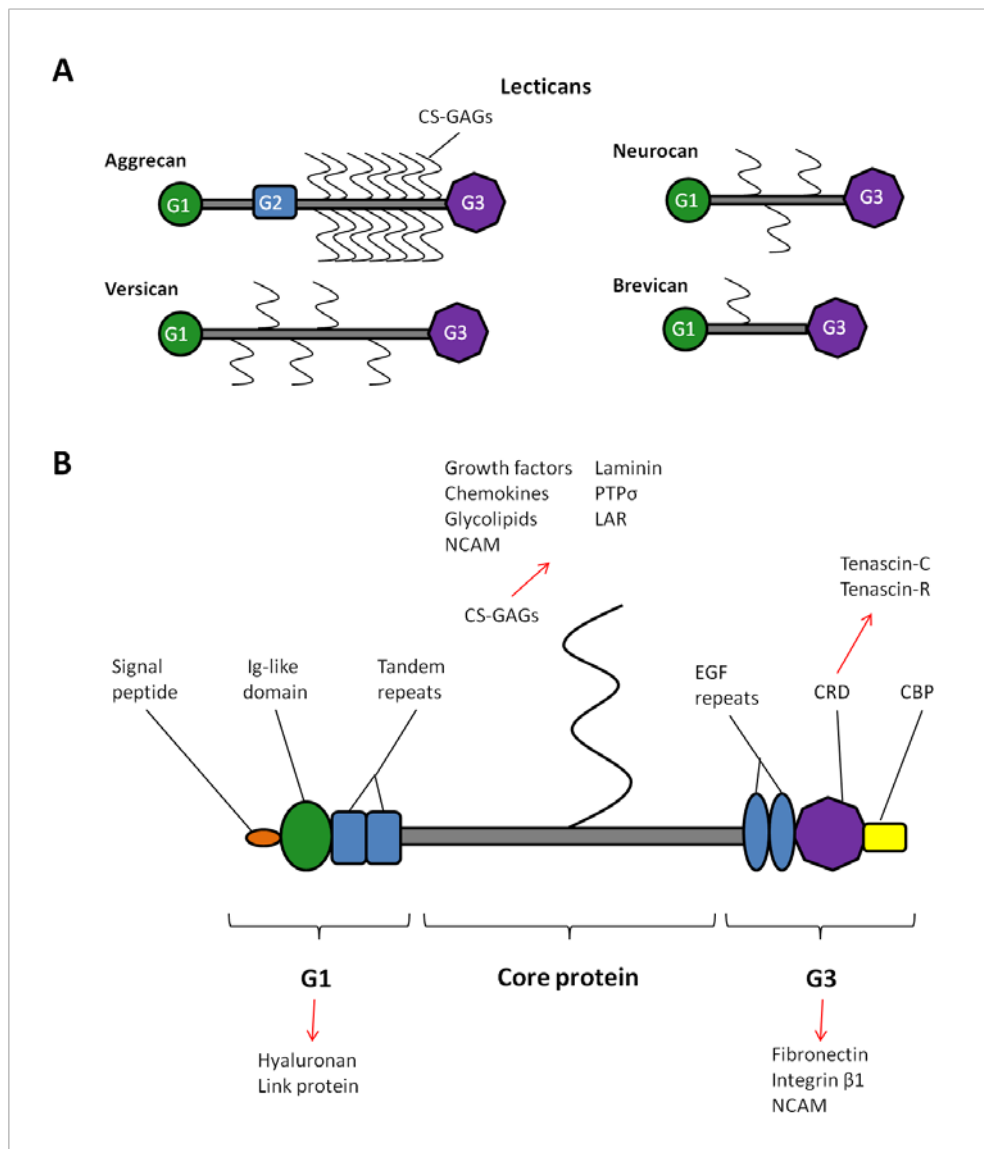 A
Lecticans
CS-GAGs
Aggrecan
G1
G2
G3
Neurocan
G1
G3
Versican
G1
G3
Brevican
G1
G3
B
Growth factors Laminin
Chemokines PTPσ
Glycolipids LAR
NCAM
CS-GAGs
Tenascin-C
Tenascin-R
Signal
peptide
Ig-like
domain
Tandem
repeats
EGF
repeats
CRD
CBP
G1
Core protein
G3
Hyaluronan
Link protein
Fibronectin
Integrin β1
NCAM